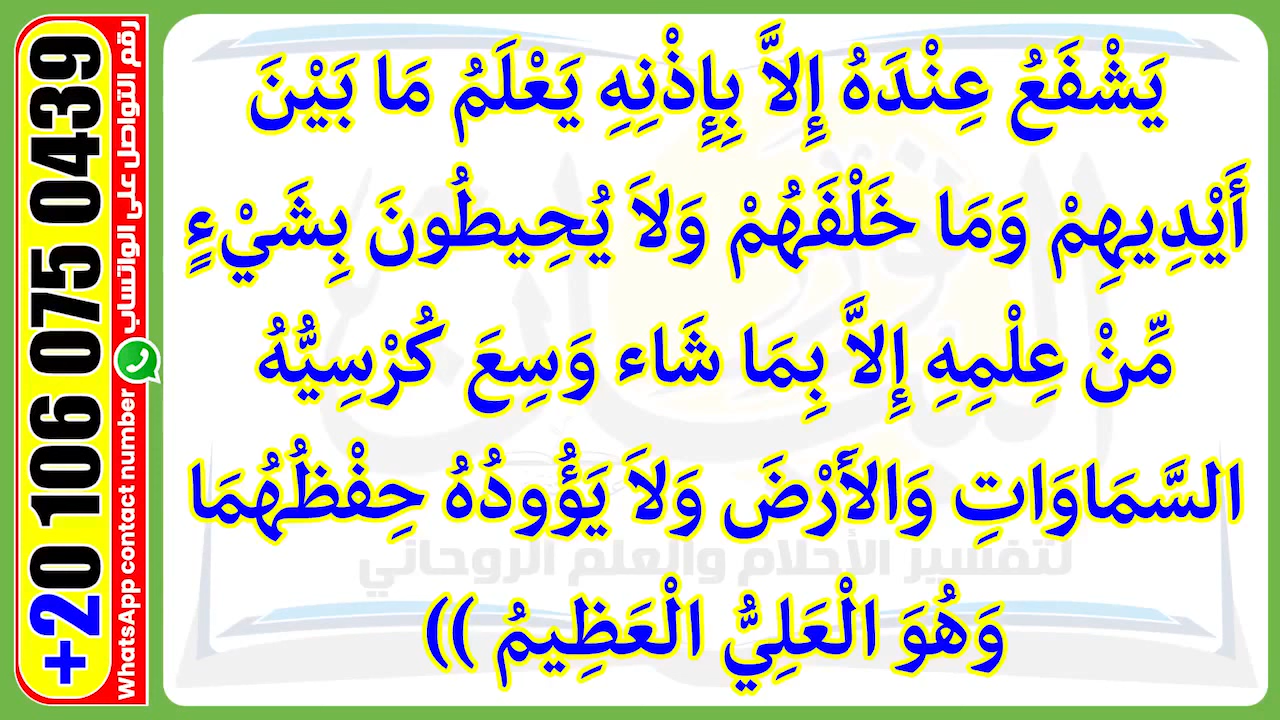 يَشْفَعُ عِنْدَهُ إِلاَّ بِإِذْنِهِ يَعْلَمُ مَا بَيْنَ
أَيْدِيهِمْ وَمَا خَلْفَهُمْ وَلاَ يُحِيطُونَ بِشَيْءٍ
مِّنْ عِلْمِهِ إِلاَّ بِمَا شَاء وَسِعَ كُرْسِيُّهُ
السَّمَاوَاتِ وَالأَرْضَ وَلاَ يَؤُودُهُ حِفْظُهُمَا
لتفسير الأحلام والعلم الروحاني
وَهُوَ الْعَلِيُّ الْعَظِيمُ ))
+20 106 075 0439
رقم التواصل على الواتساب
WhatsApp contact number